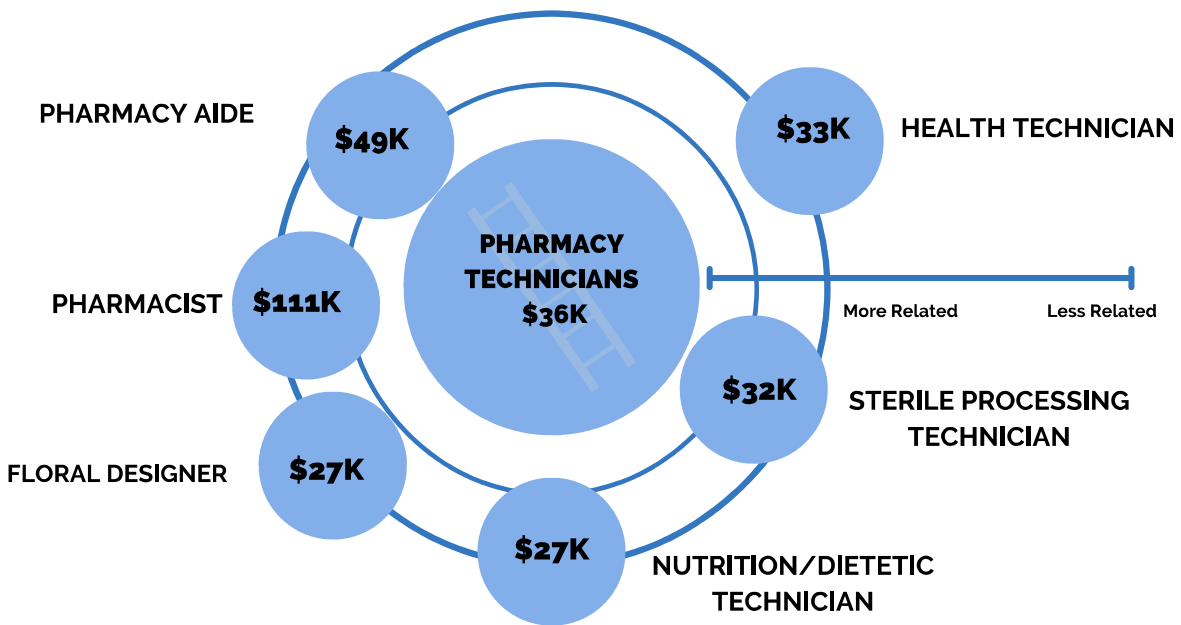 PHARMACY AIDE
$49K
$33K
HEALTH TECHNICIAN
PHARMACY
TECHNICIANS
$36K
PHARMACIST
$111K
More Related
Less Related
$32K
STERILE PROCESSING
TECHNICIAN
FLORAL DESIGNER
$27K
$27K
NUTRITION/DIETETIC
TECHNICIAN